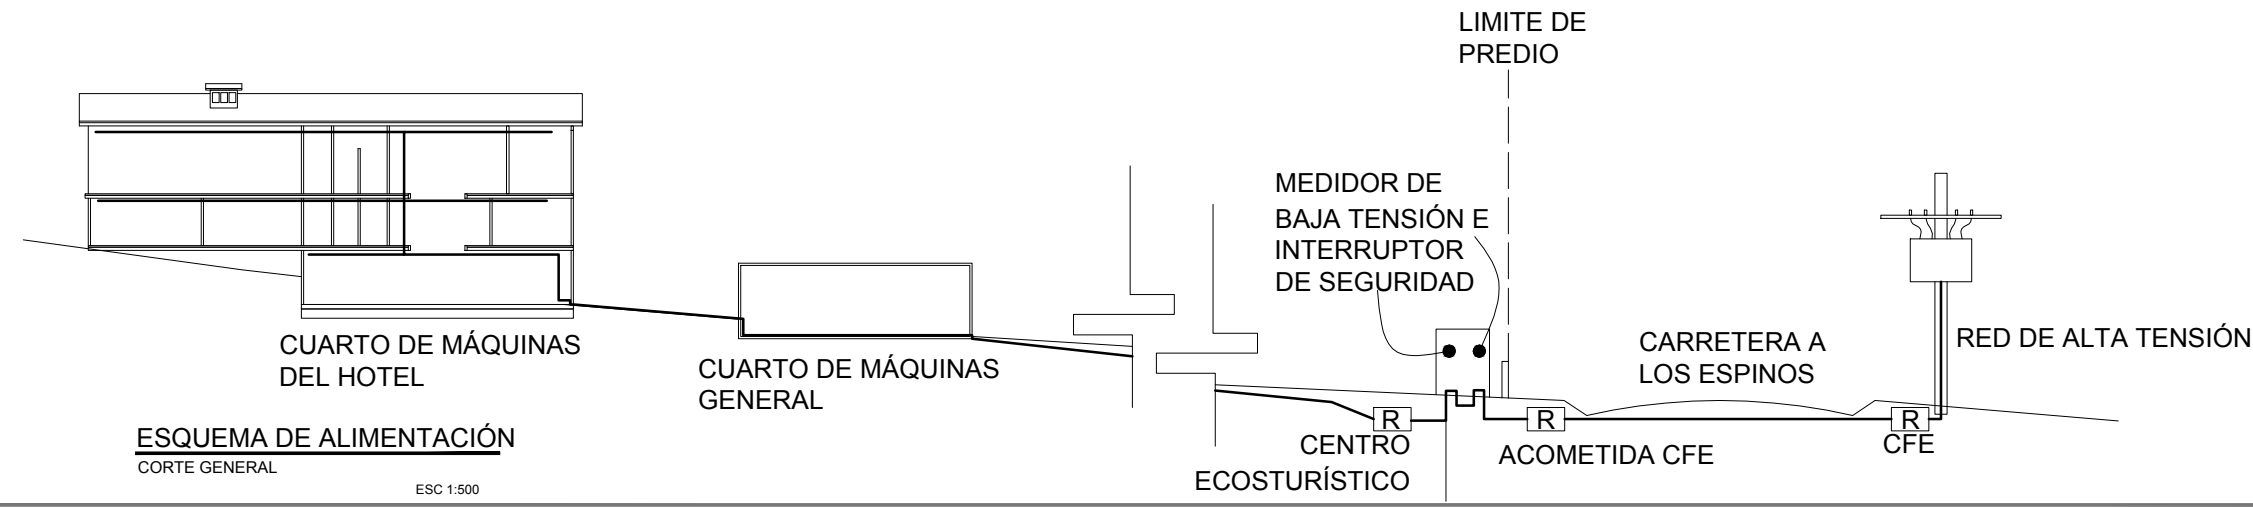 LIMITE DE
PREDIO
MEDIDOR DE
BAJA TENSIÓN E
INTERRUPTOR
DE SEGURIDAD
CUARTO DE MÁQUINAS
DEL HOTEL
CUARTO DE MÁQUINAS
GENERAL
CARRETERA A
LOS ESPINOS
RED DE ALTA TENSIÓN
R
R
R
CENTRO
ECOSTURÍSTICO
ACOMETIDA CFE
CFE
ESQUEMA DE ALIMENTACIÓN
CORTE GENERAL
ESC 1:500